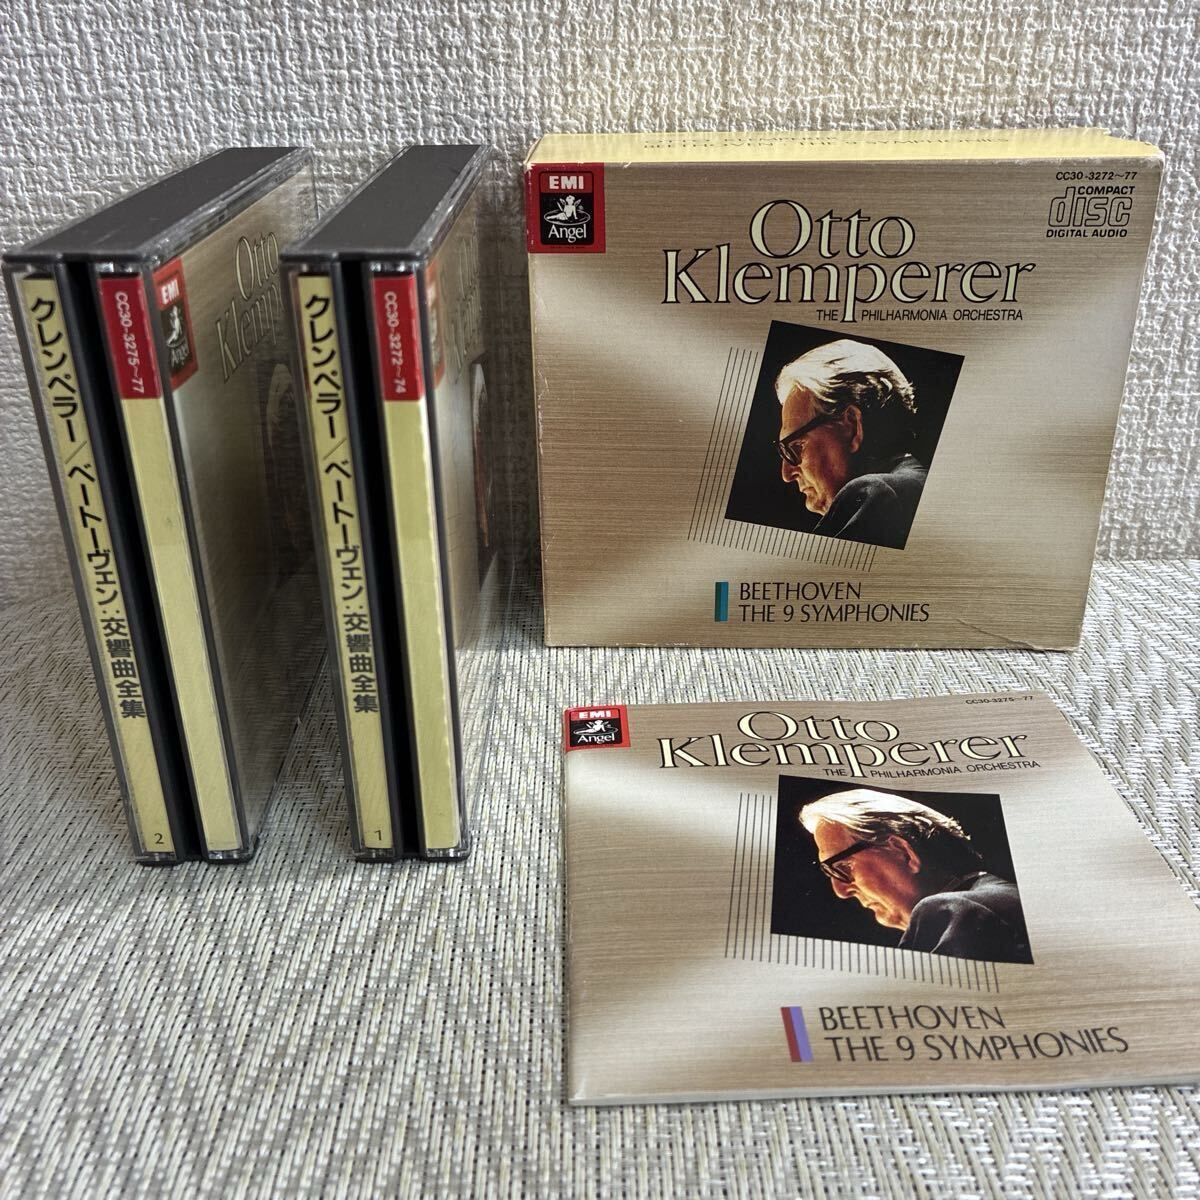 クレンペラー/ベートーヴェン:交響曲全集
2
CC30-3275~77
EMI
Angel
Otto
クレンペラー/ベートーヴェン:交響曲全集
1
CC30-3272~74
THE 9 SYMPHONIES
EMI
Angel
CC30-3272~77
COMPACT
disc
DIGITAL AUDIO
Otto
Klemperer
THE PHILHARMONIA ORCHESTRA
BEETHOVEN
THE 9 SYMPHONIES
EMI
Angel
CC30-3275~77
Otto
Klemperer
THE PHILHARMONIA ORCHESTRA
BEETHOVEN
THE 9 SYMPHONIES